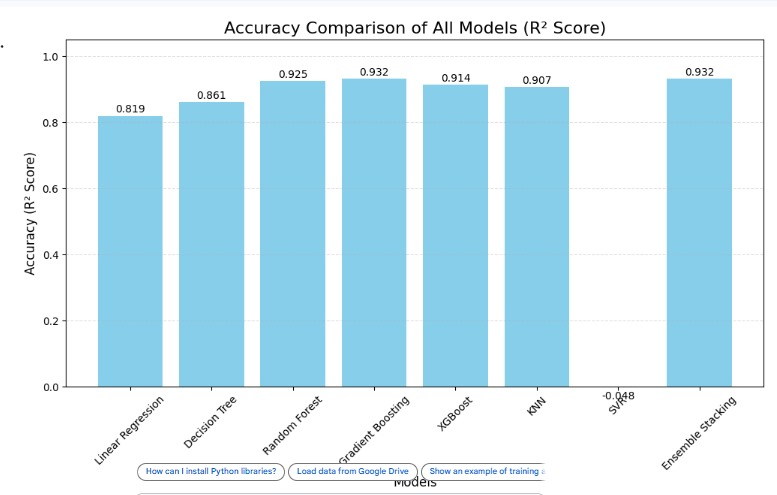 Accuracy Comparison of All Models (R² Score)
Accuracy (R² Score)
1.0
0.8
0.6
0.4
0.2
0.0
0.819
0.861
0.925
0.932
0.914
0.907
-0.048
0.932
Linear Regression
Decision Tree
Random Forest
Gradient Boosting
XGBoost
KNN
SVR
Ensemble Stacking
How can I install Python libraries?
Load data from Google Drive
Show an example of training
Models